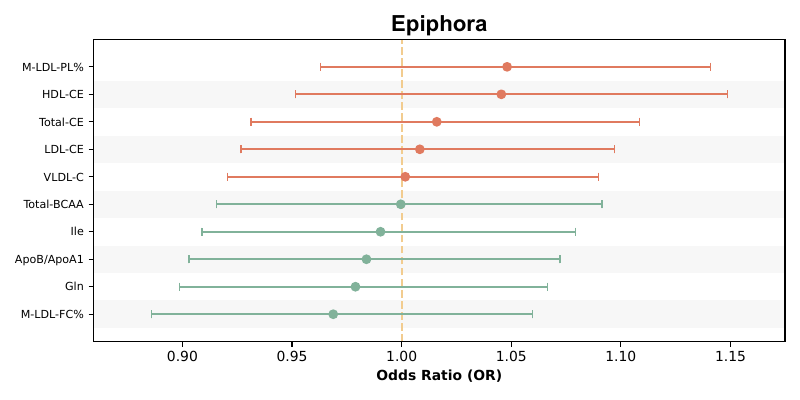 Epiphora
M-LDL-PL%
HDL-CE
Total-CE
LDL-CE
VLDL-C
Total-BCAA
Ile
ApoB/ApoA1
Gln
M-LDL-FC%
0.90 0.95 1.00 1.05 1.10 1.15
Odds Ratio (OR)